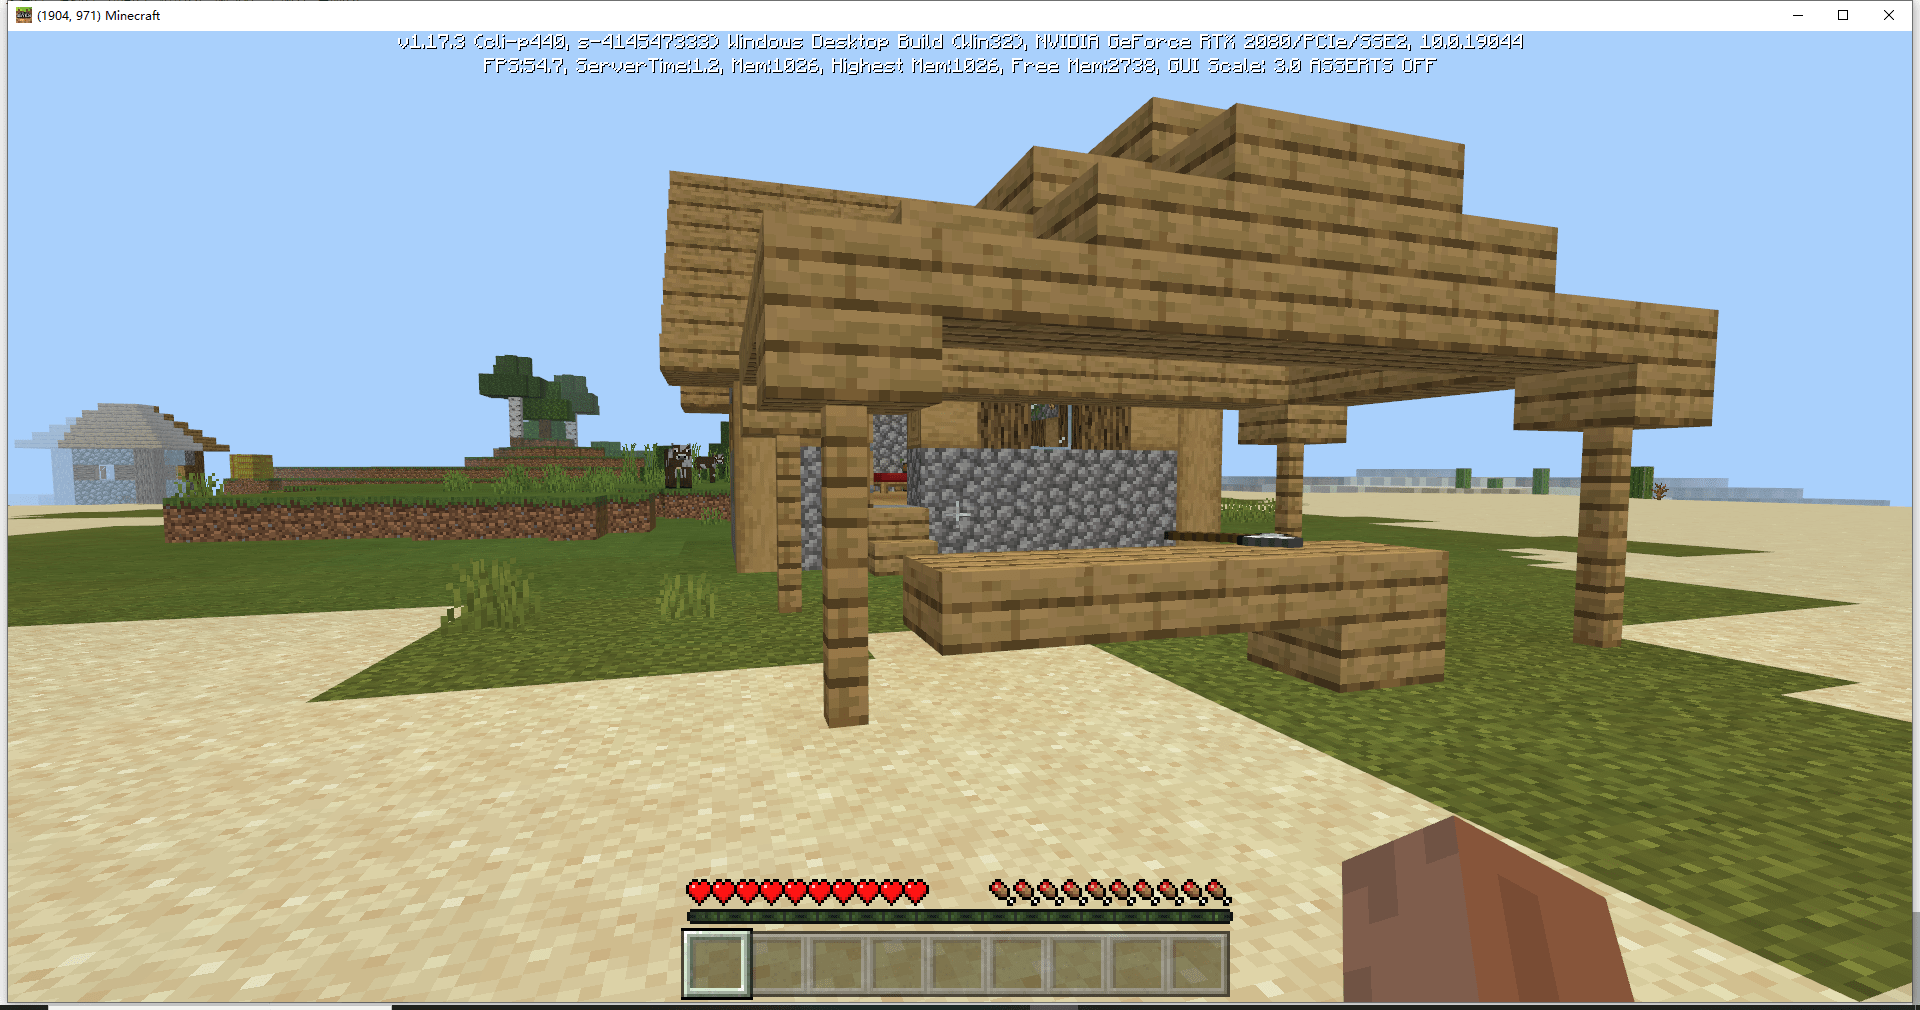 (1904, 971) Minecraft
v1.17.3 (cli-p440, s-414547333) Windows Desktop Build (Win32), NVIDIA GeForce RTX 2080/PCIe/SSE2, 10.0.19044
FPS:54.7, ServerTime:1.2, Mem:1026, Highest Mem:1026, Free Mem:2738, GUI Scale: 3.0 ASSERTS OFF